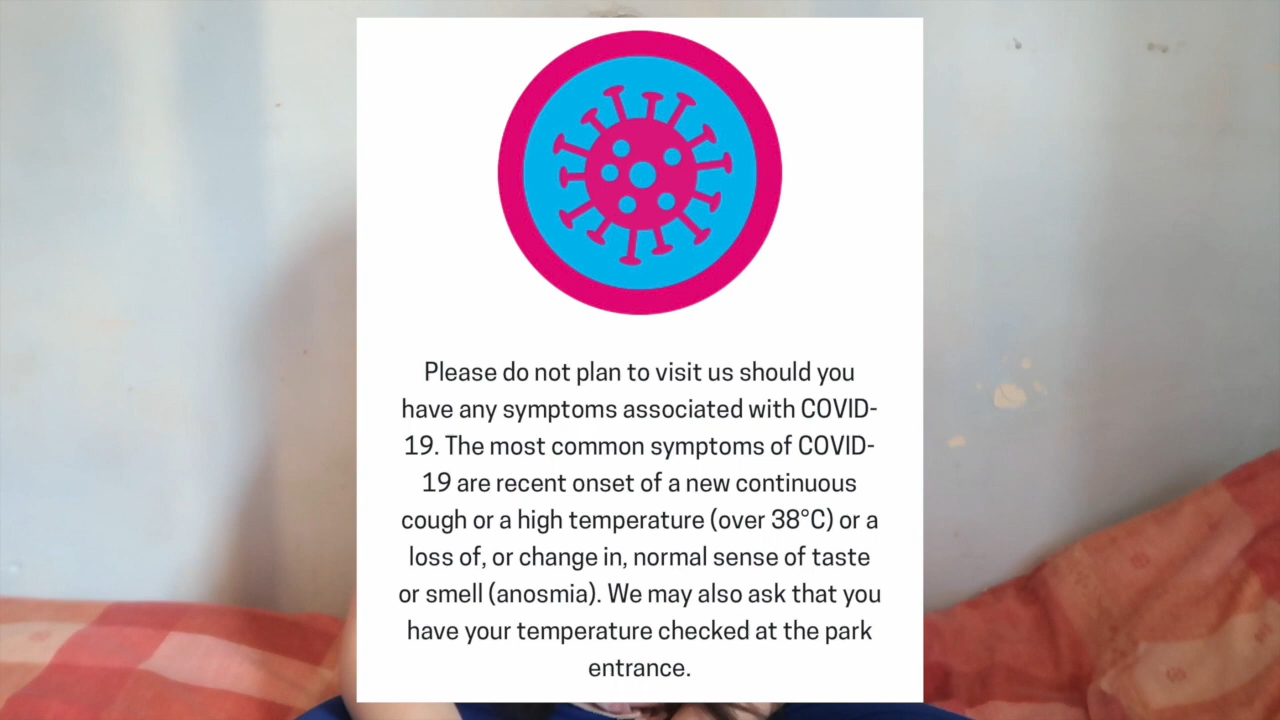 Please do not plan to visit us should you
have any symptoms associated with COVID-
19. The most common symptoms of COVID-
19 are recent onset of a new continuous
cough or a high temperature (over 38°C) or a
loss of, or change in, normal sense of taste
or smell (anosmia). We may also ask that you
have your temperature checked at the park
entrance.